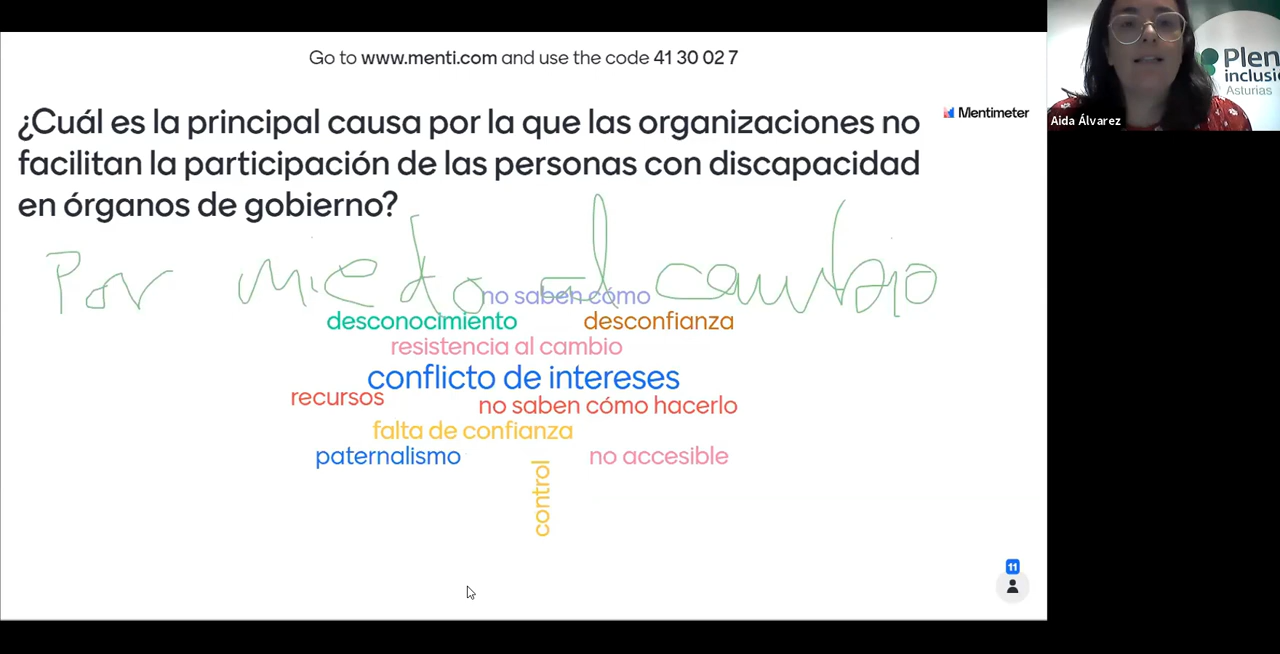 Go to www.menti.com and use the code 41 30 02 7
¿Cuál es la principal causa por la que las organizaciones no
facilitan la participación de las personas con discapacidad
en órganos de gobierno?
Mentimeter
Por miedo al cambio
no saben cómo
desconocimiento desconfianza
resistencia al cambio
conflicto de intereses
recursos
no saben cómo hacerlo
falta de confianza
paternalismo no accesible
control
11
Plen
inclusi
Asturias
Aida Álvarez